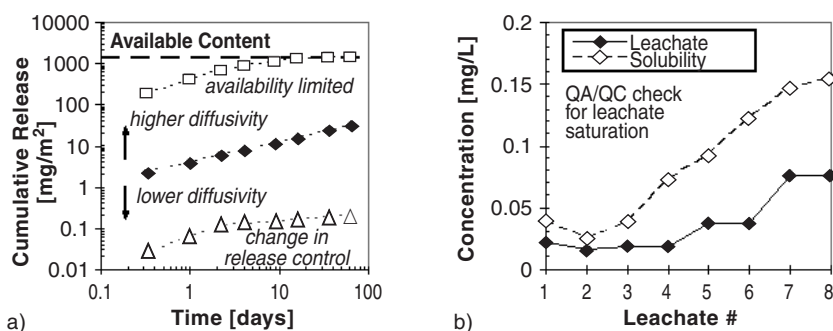 Available Content
1000
100
10
1
0.1
0.01
Cumulative Release
[mg/m²]
availability limited
higher diffusivity
lower diffusivity
change in
release control
0.1
1
10
100
Time [days]
a)
0.2
0.15
0.1
0.05
0
Concentration [mg/L]
Leachate
Solubility
QA/QC check
for leachate
saturation
1 2 3 4 5 6 7 8
Leachate #
b)